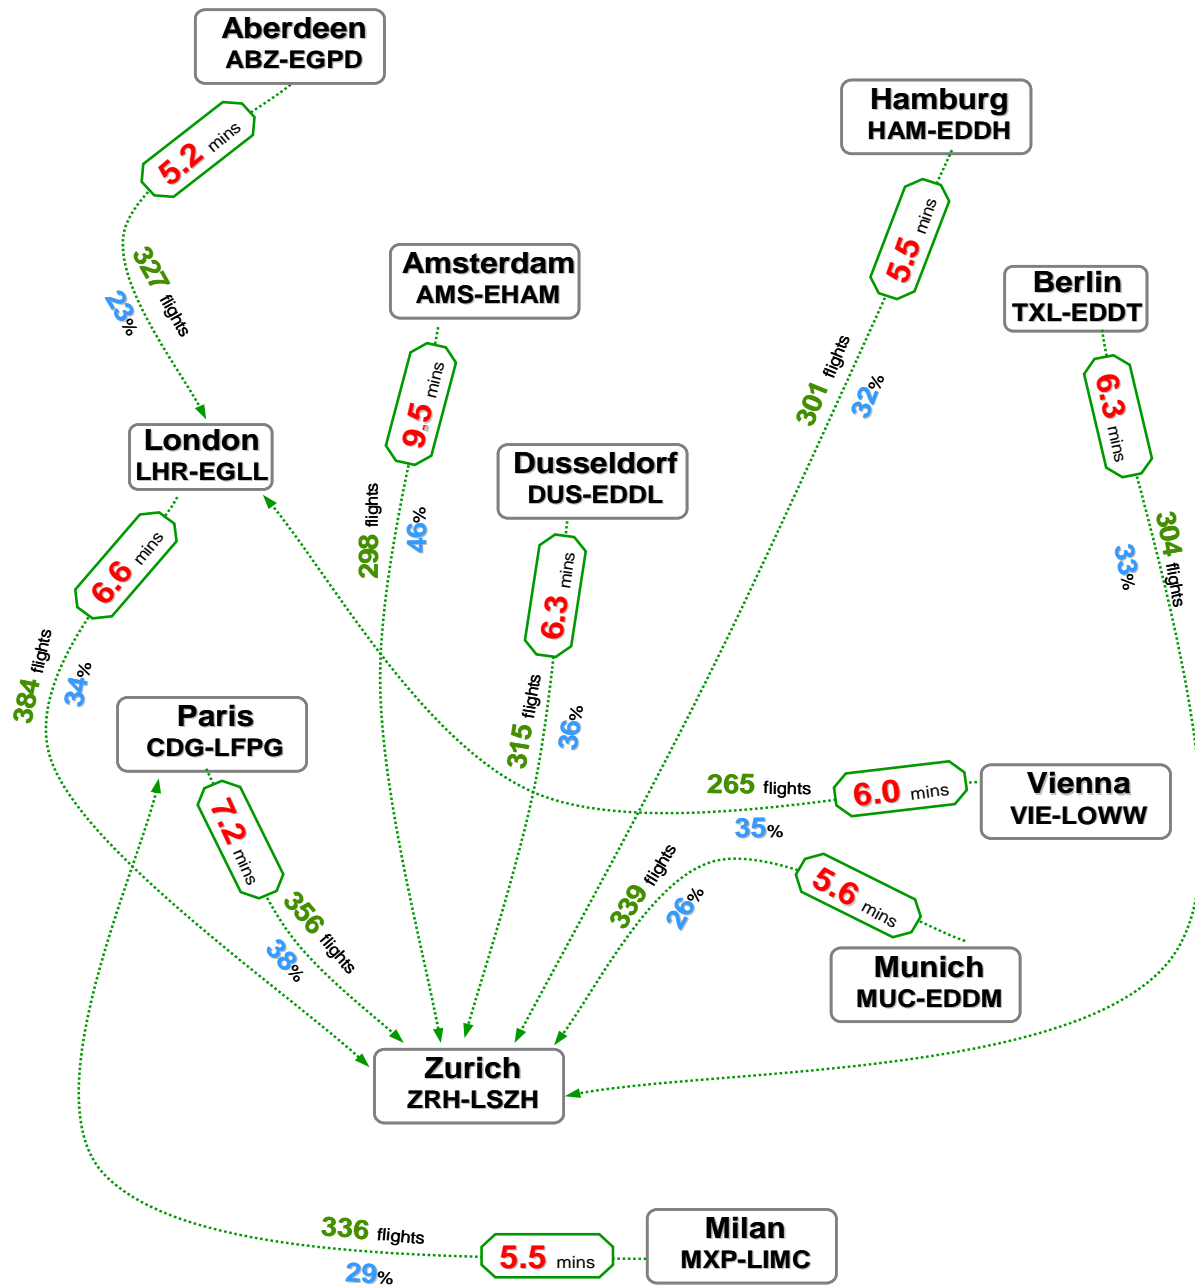 Aberdeen
ABZ-EGPD
5.2 mins
327 flights
23%
Hamburg
HAM-EDDH
5.5 mins
301 flights
32%
Amsterdam
AMS-EHAM
9.5 mins
298 flights
46%
Berlin
TXL-EDDT
6.3 mins
304 flights
33%
London
LHR-EGLL
6.6 mins
384 flights
34%
Dusseldorf
DUS-EDDL
6.3 mins
315 flights
36%
Paris
CDG-LFPG
7.2 mins
356 flights
38%
Vienna
VIE-LOWW
6.0 mins
265 flights
35%
Munich
MUC-EDDM
5.6 mins
339 flights
26%
Zurich
ZRH-LSZH
Milan
MXP-LIMC
5.5 mins
336 flights
29%